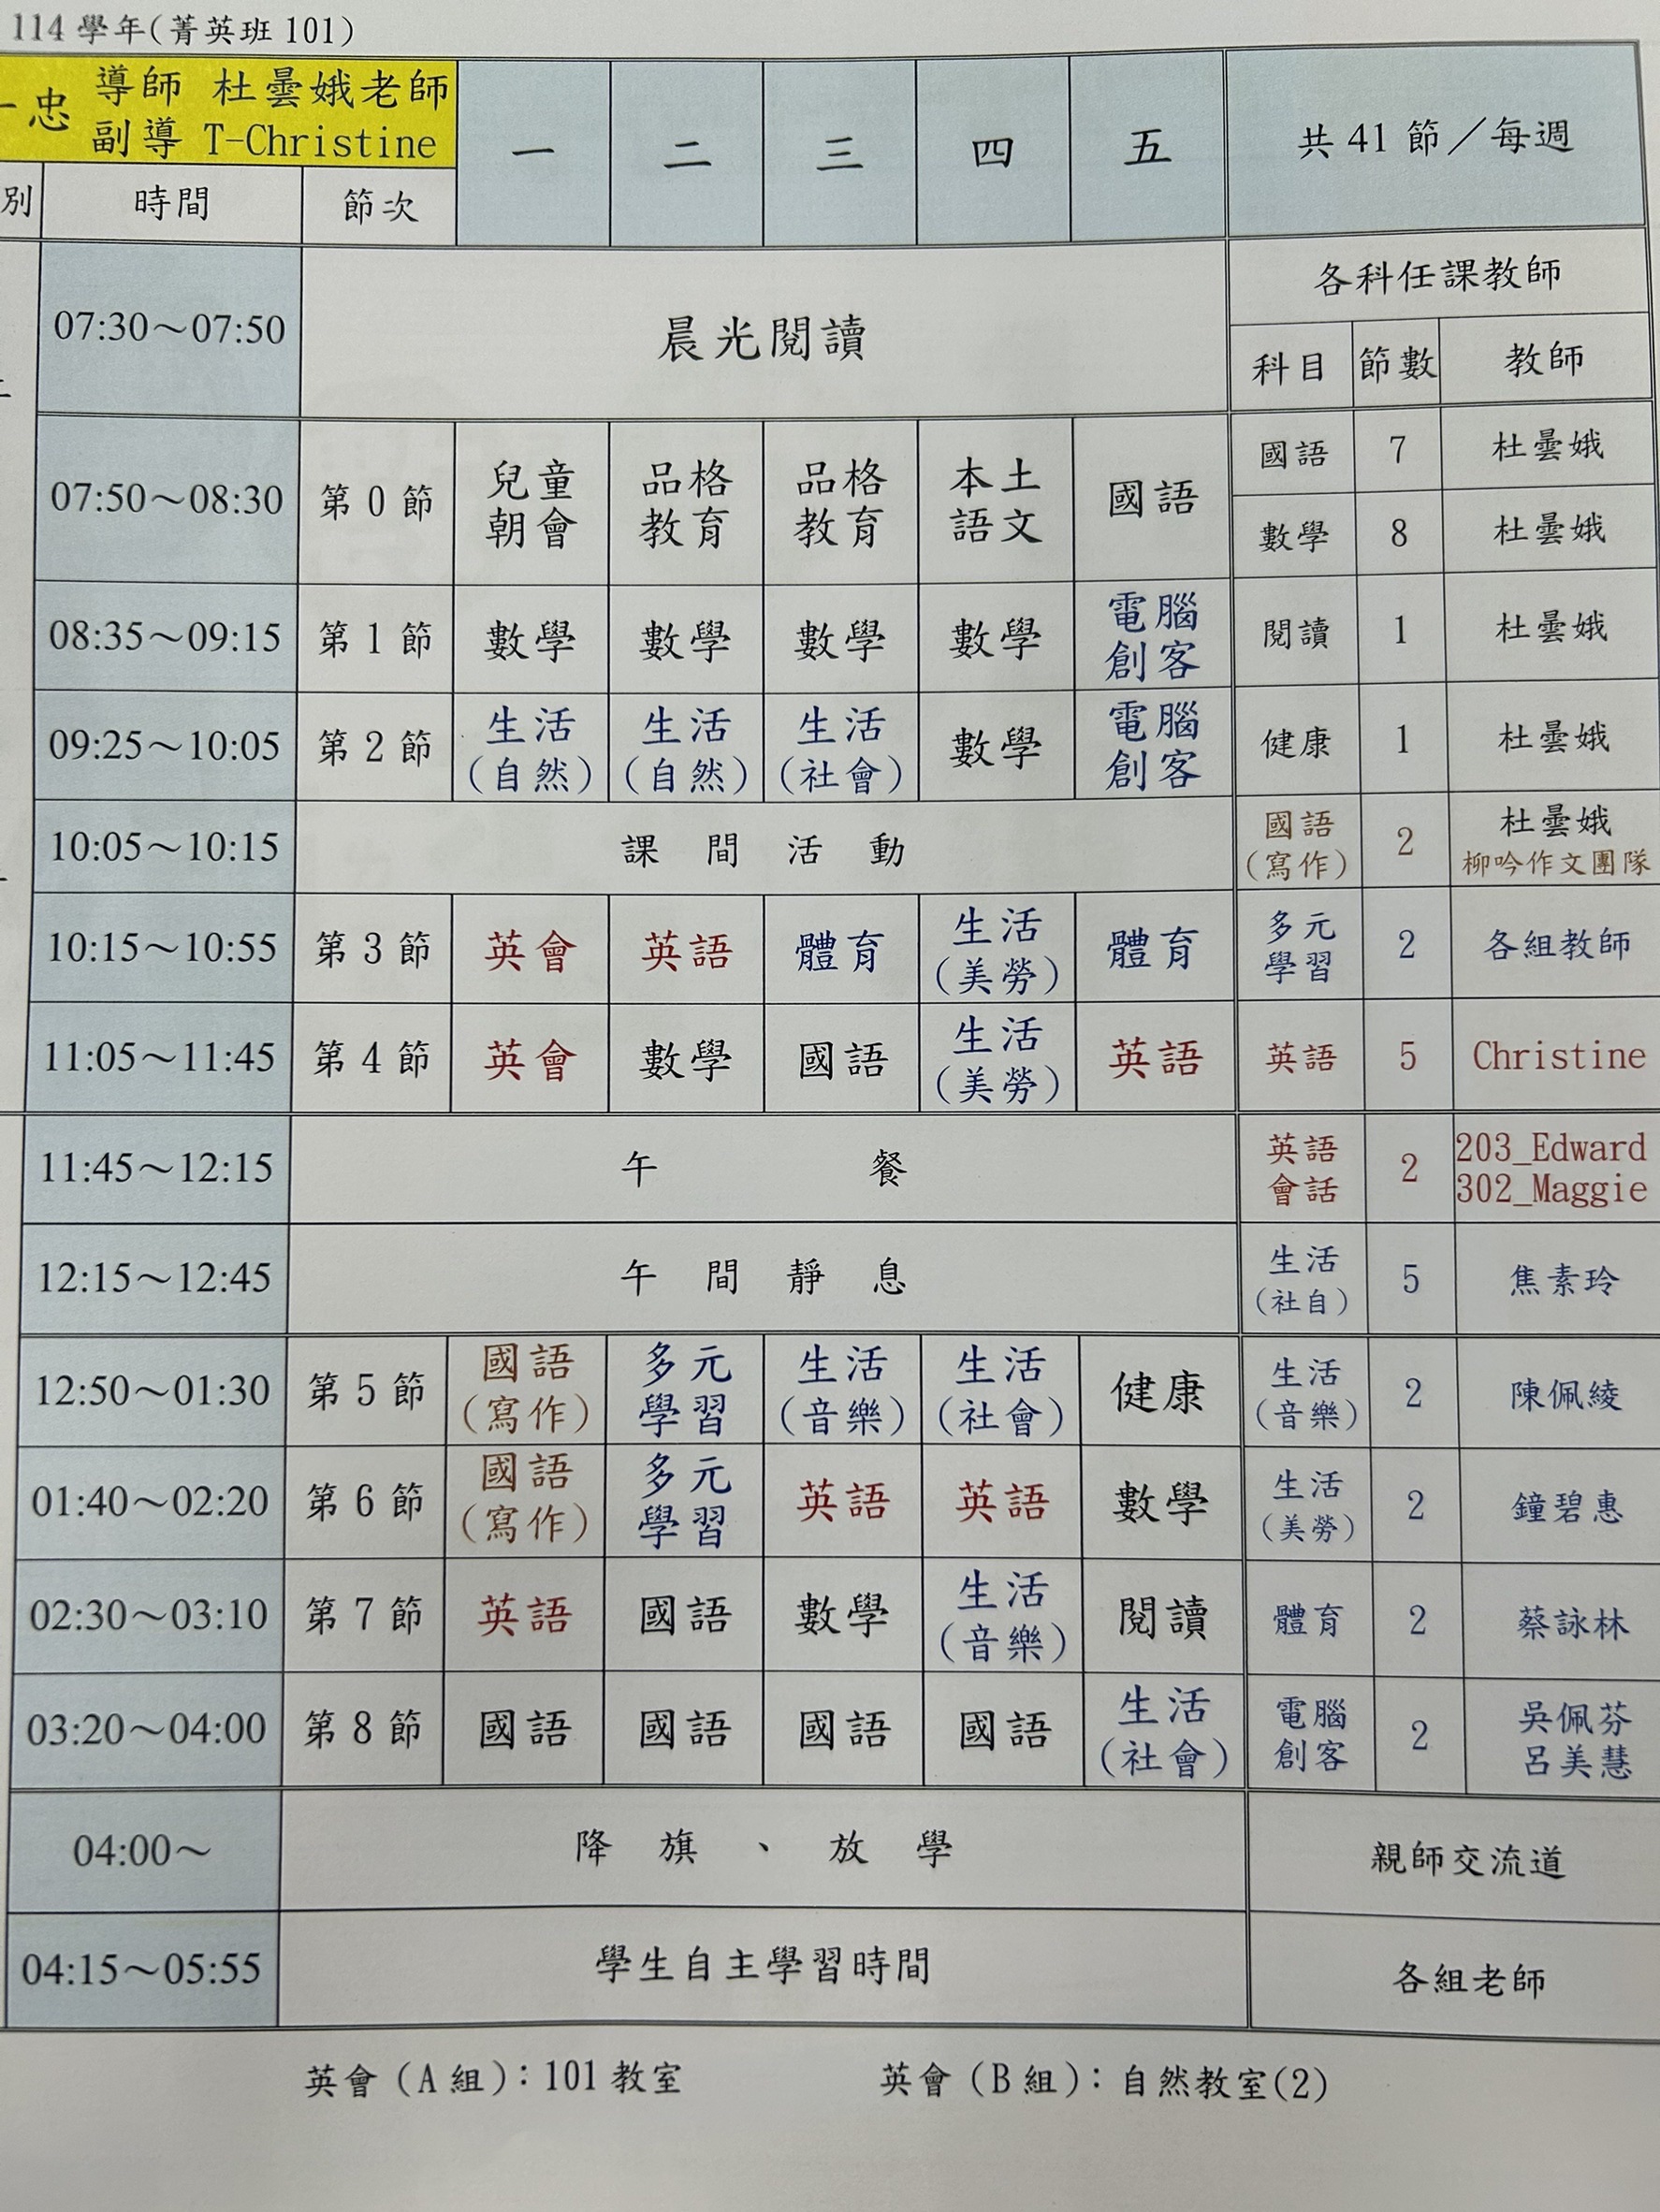 114 學年(菁英班 101)
一忠 導師 杜曇娥老師
副導 T-Christine
一 二 三 四 五 共 41 節／每週
別 時間 節次
07:30～07:50 晨光閱讀 各科任課教師
科目 節數 教師
07:50～08:30 第 0 節 兒童朝會 品格教育 品格教育 本土語文 國語
國語 7 杜曇娥
數學 8 杜曇娥
08:35～09:15 第 1 節 數學 數學 數學 數學 電腦創客 閱讀 1 杜曇娥
09:25～10:05 第 2 節 生活(自然) 生活(自然) 生活(社會) 數學 電腦創客 健康 1 杜曇娥
10:05～10:15 課間活動 國語(寫作) 2 杜曇娥 柳吟作文團隊
10:15～10:55 第 3 節 英會 英語 體育 生活(美勞) 體育 多元學習 2 各組教師
11:05～11:45 第 4 節 英會 數學 國語 生活(美勞) 英語 英語 5 Christine
11:45～12:15 午餐 英語會話 2 203_Edward 302_Maggie
12:15～12:45 午間靜息 生活(社自) 5 焦素玲
12:50～01:30 第 5 節 國語(寫作) 多元學習 生活(音樂) 生活(社會) 健康 生活(音樂) 2 陳佩綾
01:40～02:20 第 6 節 國語(寫作) 多元學習 英語 英語 數學 生活(美勞) 2 鐘碧惠
02:30～03:10 第 7 節 英語 國語 數學 生活(音樂) 閱讀 體育 2 蔡詠林
03:20～04:00 第 8 節 國語 國語 國語 國語 生活(社會) 電腦創客 2 吳佩芬 呂美慧
04:00～ 降旗、放學 親師交流道
04:15～05:55 學生自主學習時間 各組老師
英會(A 組)：101 教室 英會(B 組)：自然教室(2)